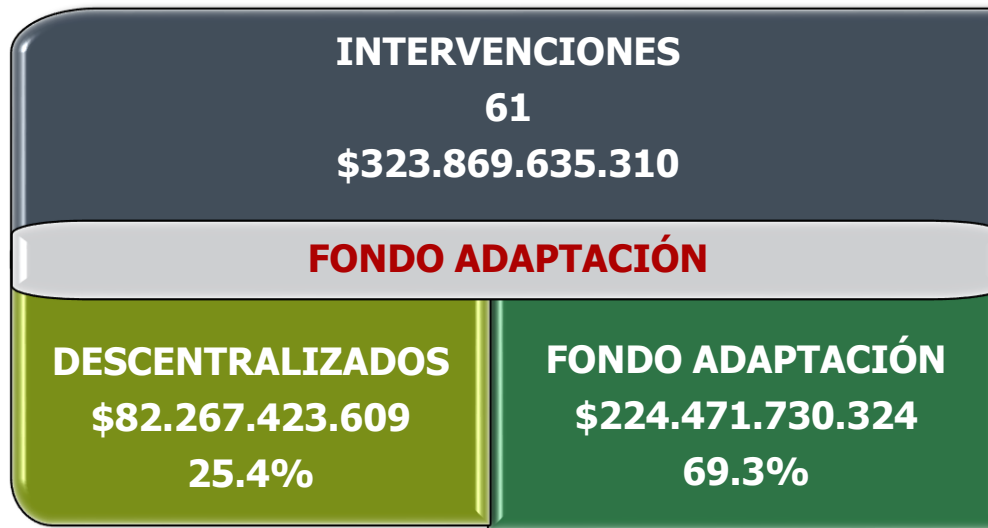 INTERVENCIONES
61
$323.869.635.310
FONDO ADAPTACIÓN
DESCENTRALIZADOS
$82.267.423.609
25.4%
FONDO ADAPTACIÓN
$224.471.730.324
69.3%